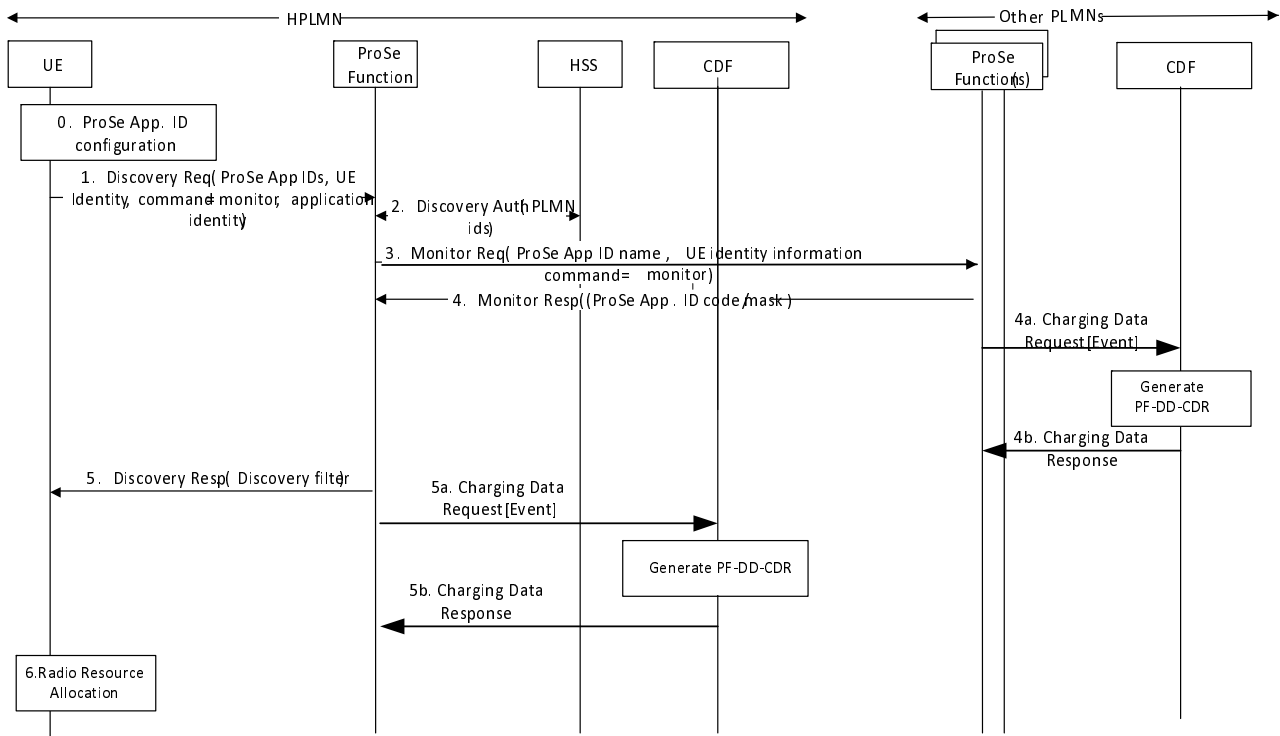 HPLMN
Other PLMNs
UE
ProSe
Function
HSS
CDF
ProSe
Function(s)
CDF
0. ProSe App. ID
configuration
1. Discovery Req( ProSe App IDs, UE
Identity, command= monitor, application
identity)
2. Discovery Auth( PLMN
ids)
3. Monitor Req( ProSe App ID name , UE identity information
command= monitor)
4. Monitor Resp((ProSe App . ID code/mask )
4a. Charging Data
Request[Event]
Generate
PF-DD-CDR
4b. Charging Data
Response
5. Discovery Resp( Discovery filter)
5a. Charging Data
Request[Event]
Generate PF-DD-CDR
5b. Charging Data
Response
6.Radio Resource
Allocation